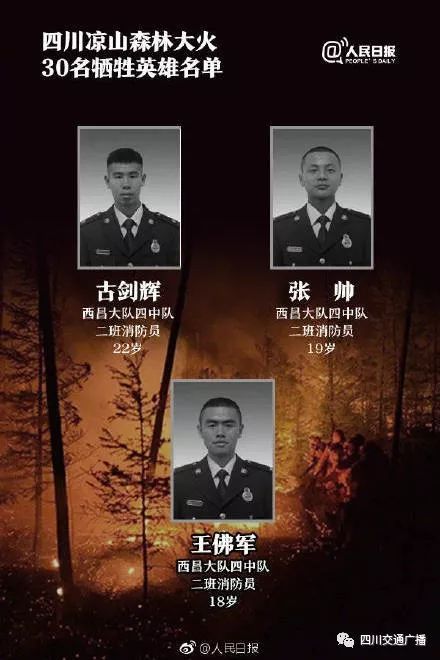 四川凉山森林大火
30名牺牲英雄名单
@人民日报
PEOPLE'S DAILY
古剑辉
西昌大队四中队
二班消防员
22岁
张 帅
西昌大队四中队
二班消防员
19岁
王佛军
西昌大队四中队
二班消防员
18岁
@人民日报
四川交通广播